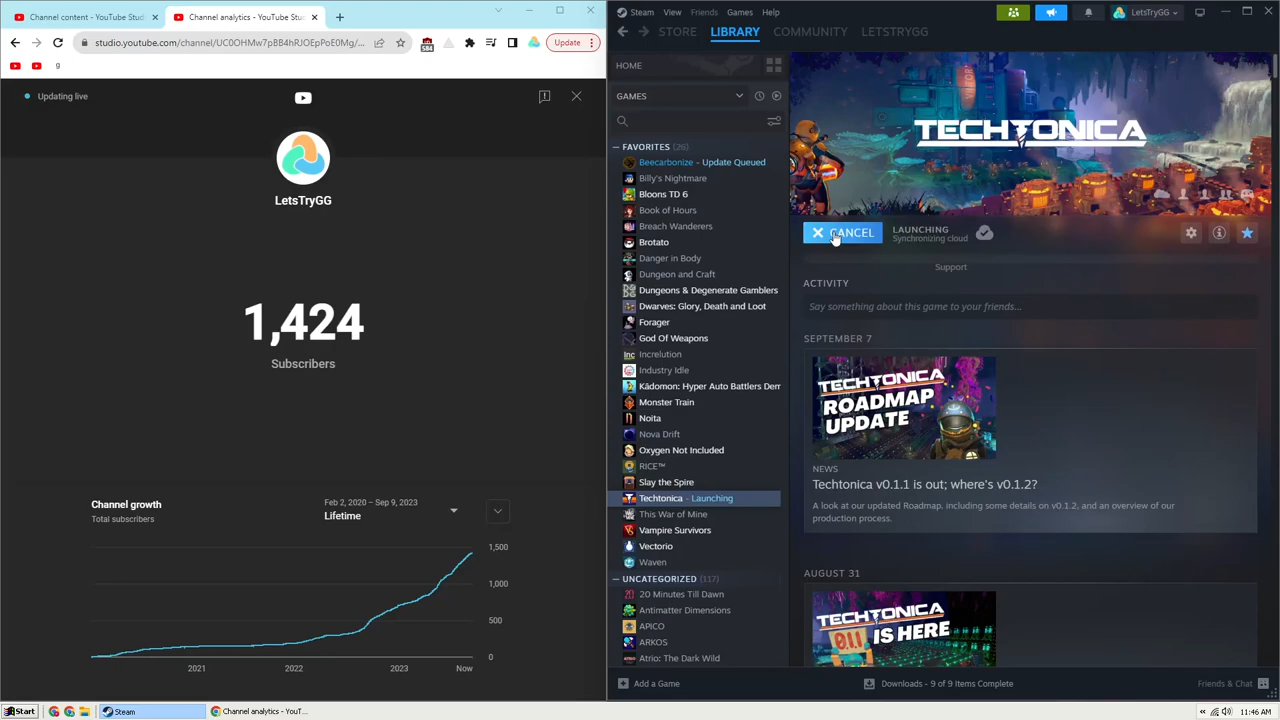 Channel content - YouTube Stu
Channel analytics - YouTube Stu
studio.youtube.com/channel/UC0OHMw7pBB4hRJOEpPoE0Mg/...
584
Update
g
Updating live
LetsTryGG
1,424
Subscribers
Channel growth
Total subscribers
Feb 2, 2020 – Sep 9, 2023
Lifetime
1,500
1,000
500
0
2021
2022
2023
Now
Steam
View
Friends
Games
Help
LetsTryGG
STORE
LIBRARY
COMMUNITY
LETSTRYGG
HOME
GAMES
FAVORITES (26)
Beecarbonize - Update Queued
Billy's Nightmare
Bloons TD 6
Book of Hours
Breach Wanderers
Brotato
Danger in Body
Dungeon and Craft
Dungeons & Degenerate Gamblers
Dwarves: Glory, Death and Loot
Forager
God Of Weapons
Increlution
Industry Idle
Kādomon: Hyper Auto Battlers Dem
Monster Train
Noita
Nova Drift
Oxygen Not Included
RICE™
Slay the Spire
Techtonica - Launching
This War of Mine
Vampire Survivors
Vectorio
Waven
UNCATEGORIZED (117)
20 Minutes Till Dawn
Antimatter Dimensions
APICO
ARKOS
Atrio: The Dark Wild
TECHTONICA
CANCEL
LAUNCHING
Synchronizing cloud
Support
ACTIVITY
Say something about this game to your friends...
SEPTEMBER 7
TECHTONICA
ROADMAP
UPDATE
NEWS
Techtonica v0.1.1 is out; where's v0.1.2?
A look at our updated Roadmap, including some details on v0.1.2, and an overview of our
production process.
AUGUST 31
TECHTONICA
0.1.1 IS HERE
Add a Game
Downloads - 9 of 9 Items Complete
Friends & Chat
Start
Steam
Channel analytics - YouT...
11:46 AM